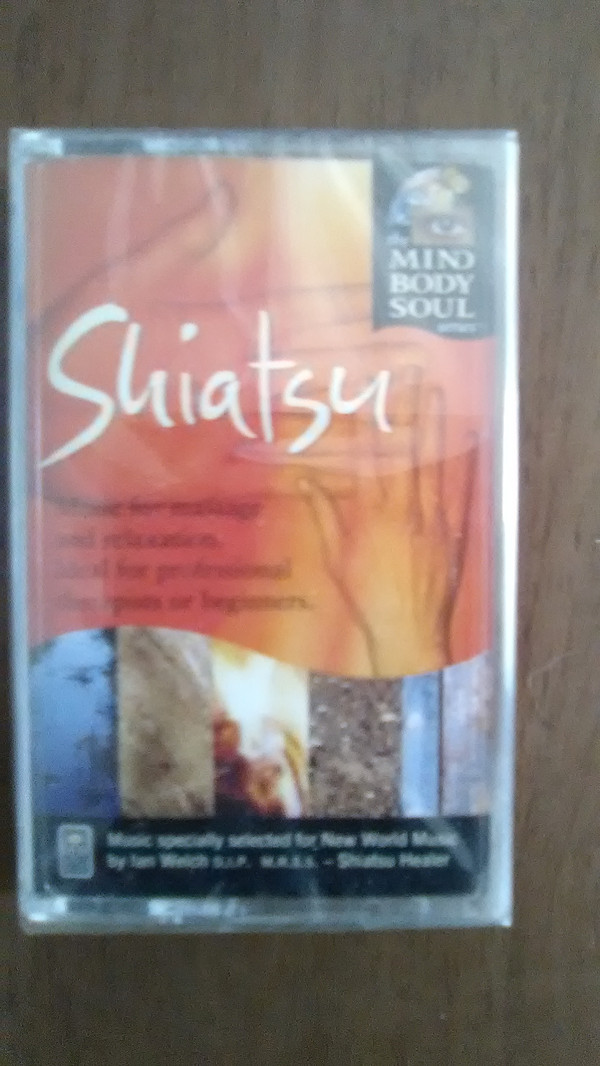 the
MIND
BODY
SOUL
series
Shiatsu
Music for massage
and relaxation.
Ideal for professional
therapists or beginners.
Music specially selected for New World Music
by Ian Welch D.I.P. M.R.S.S. – Shiatsu Healer